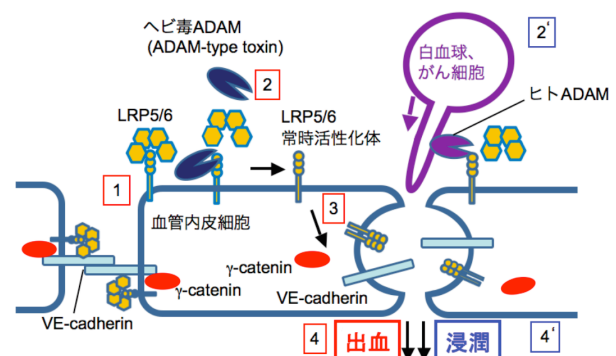 ヘビ毒ADAM
(ADAM-type toxin)
2
2‘
白血球、
がん細胞
ヒトADAM
LRP5/6
LRP5/6
常時活性化体
1
血管内皮細胞
3
γ-catenin
γ-catenin
VE-cadherin
VE-cadherin
4
出血
浸潤
4‘